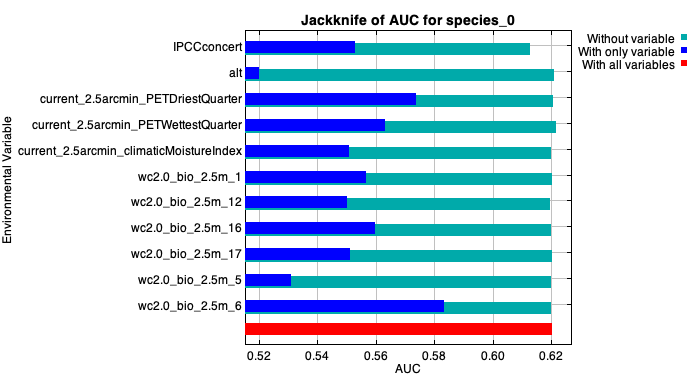 Jackknife of AUC for species_0
Without variable
With only variable
With all variables
Environmental Variable
IPCCconcert
alt
current_2.5arcmin_PETDriestQuarter
current_2.5arcmin_PETWettestQuarter
current_2.5arcmin_climaticMoistureIndex
wc2.0_bio_2.5m_1
wc2.0_bio_2.5m_12
wc2.0_bio_2.5m_16
wc2.0_bio_2.5m_17
wc2.0_bio_2.5m_5
wc2.0_bio_2.5m_6
0.52 0.54 0.56 0.58 0.60 0.62
AUC